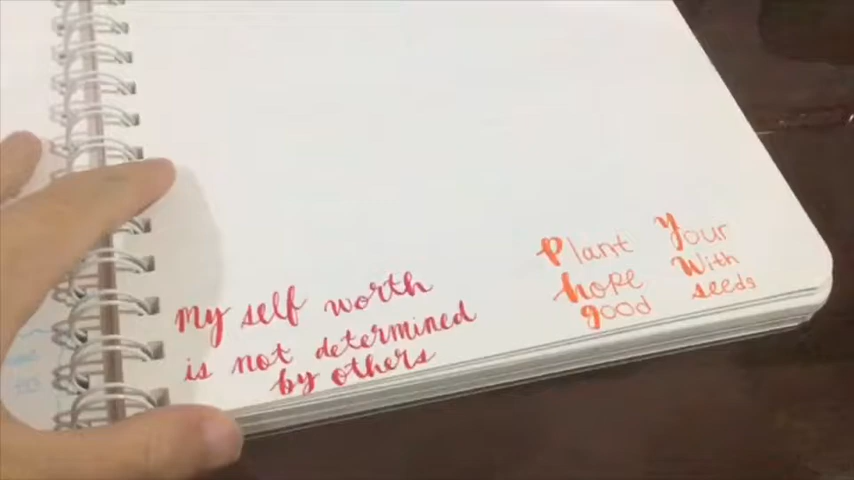 My self worth
is not determined
by others
Plant Your
hope With
good seeds